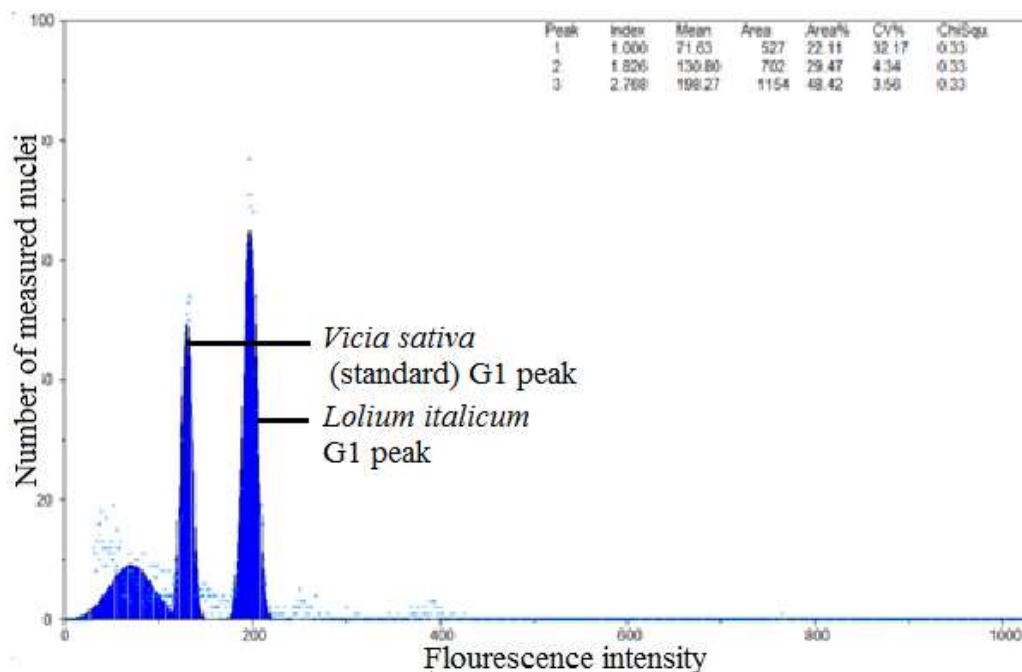 100
Peak Index Mean Area Area% CV% ChiSqu.
1 1.000 71.63 527 22.11 32.17 0.33
2 1.826 130.80 702 29.47 4.34 0.33
3 2.768 198.27 1154 48.42 3.56 0.33
Number of measured nuclei
Vicia sativa
(standard) G1 peak
Lolium italicum
G1 peak
20
0
0 200 400 600 800 1000
Flourescence intensity